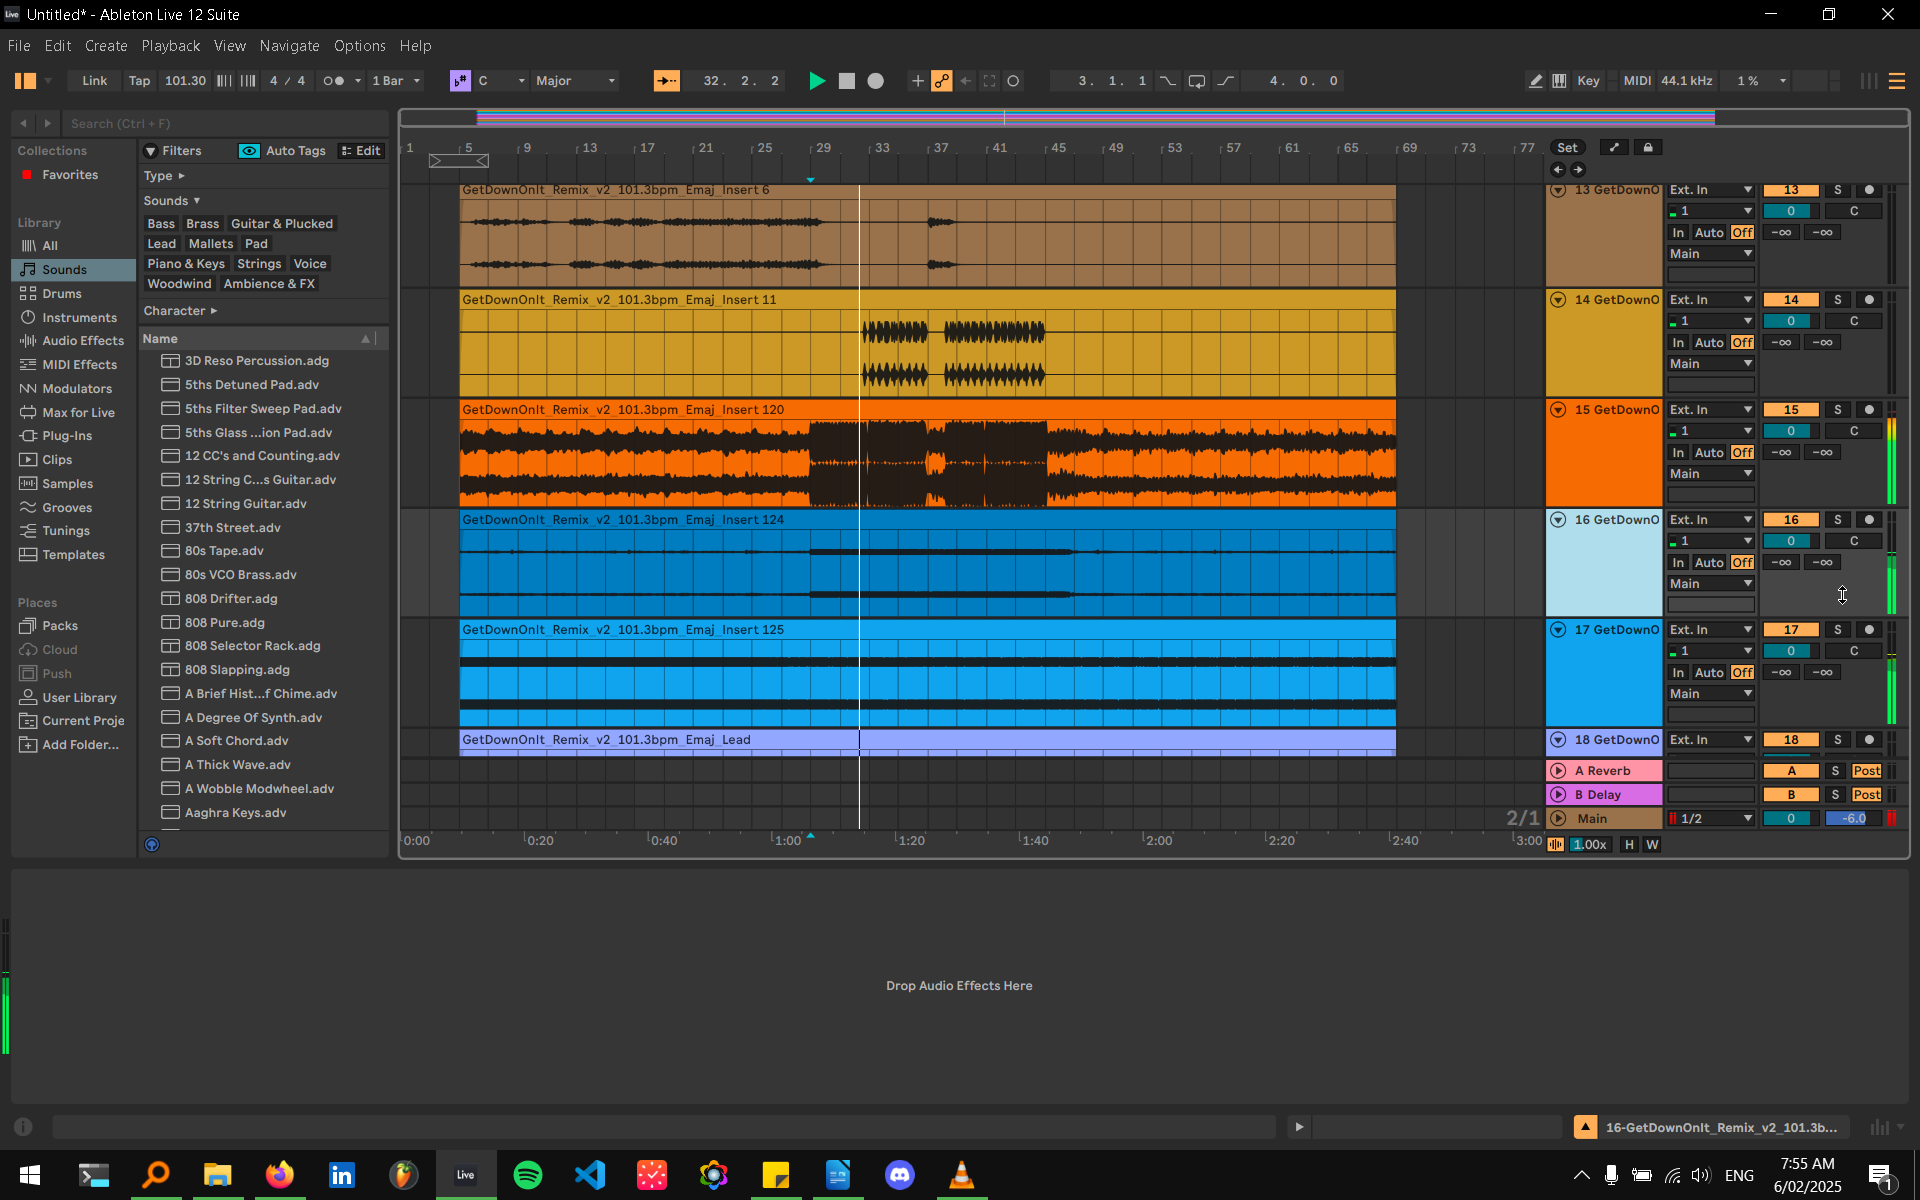 Live Untitled* - Ableton Live 12 Suite
File Edit Create Playback View Navigate Options Help
Link Tap 101.30 4 / 4 1 Bar C Major 32. 2. 2 3. 1. 1 4. 0. 0 Key MIDI 44.1 kHz 1 %
Search (Ctrl + F)
Collections Filters Auto Tags Edit
Favorites
Type
Sounds
Library
Bass Brass Guitar & Plucked
All
Lead Mallets Pad
Sounds
Piano & Keys Strings Voice
Drums
Woodwind Ambience & FX
Instruments
Character
Audio Effects
Name
MIDI Effects
Modulators
Max for Live
Plug-Ins
Clips
Samples
Grooves
Tunings
Templates
Places
Packs
Cloud
Push
User Library
Current Proje
Add Folder...
3D Reso Percussion.adg
5ths Detuned Pad.adv
5ths Filter Sweep Pad.adv
5ths Glass ...ion Pad.adv
12 CC's and Counting.adv
12 String C...s Guitar.adv
12 String Guitar.adv
37th Street.adv
80s Tape.adv
80s VCO Brass.adv
808 Drifter.adg
808 Pure.adg
808 Selector Rack.adg
808 Slapping.adg
A Brief Hist...f Chime.adv
A Degree Of Synth.adv
A Soft Chord.adv
A Thick Wave.adv
A Wobble Modwheel.adv
Aaghra Keys.adv
1 5 9 13 17 21 25 29 33 37 41 45 49 53 57 61 65 69 73 77 Set
GetDownOnIt_Remix_v2_101.3bpm_Emaj_Insert 6
13 GetDownO Ext. In 13 S
1 0 C
In Auto Off -∞ -∞
Main
GetDownOnIt_Remix_v2_101.3bpm_Emaj_Insert 11
14 GetDownO Ext. In 14 S
1 0 C
In Auto Off -∞ -∞
Main
GetDownOnIt_Remix_v2_101.3bpm_Emaj_Insert 120
15 GetDownO Ext. In 15 S
1 0 C
In Auto Off -∞ -∞
Main
GetDownOnIt_Remix_v2_101.3bpm_Emaj_Insert 124
16 GetDownO Ext. In 16 S
1 0 C
In Auto Off -∞ -∞
Main
GetDownOnIt_Remix_v2_101.3bpm_Emaj_Insert 125
17 GetDownO Ext. In 17 S
1 0 C
In Auto Off -∞ -∞
Main
GetDownOnIt_Remix_v2_101.3bpm_Emaj_Lead
18 GetDownO Ext. In 18 S
A Reverb A S Post
B Delay B S Post
2/1 Main 1/2 0 -6.0
0:00 0:20 0:40 1:00 1:20 1:40 2:00 2:20 2:40 3:00 1.00x H W
Drop Audio Effects Here
16-GetDownOnIt_Remix_v2_101.3b...
in Live ENG
7:55 AM
6/02/2025
1